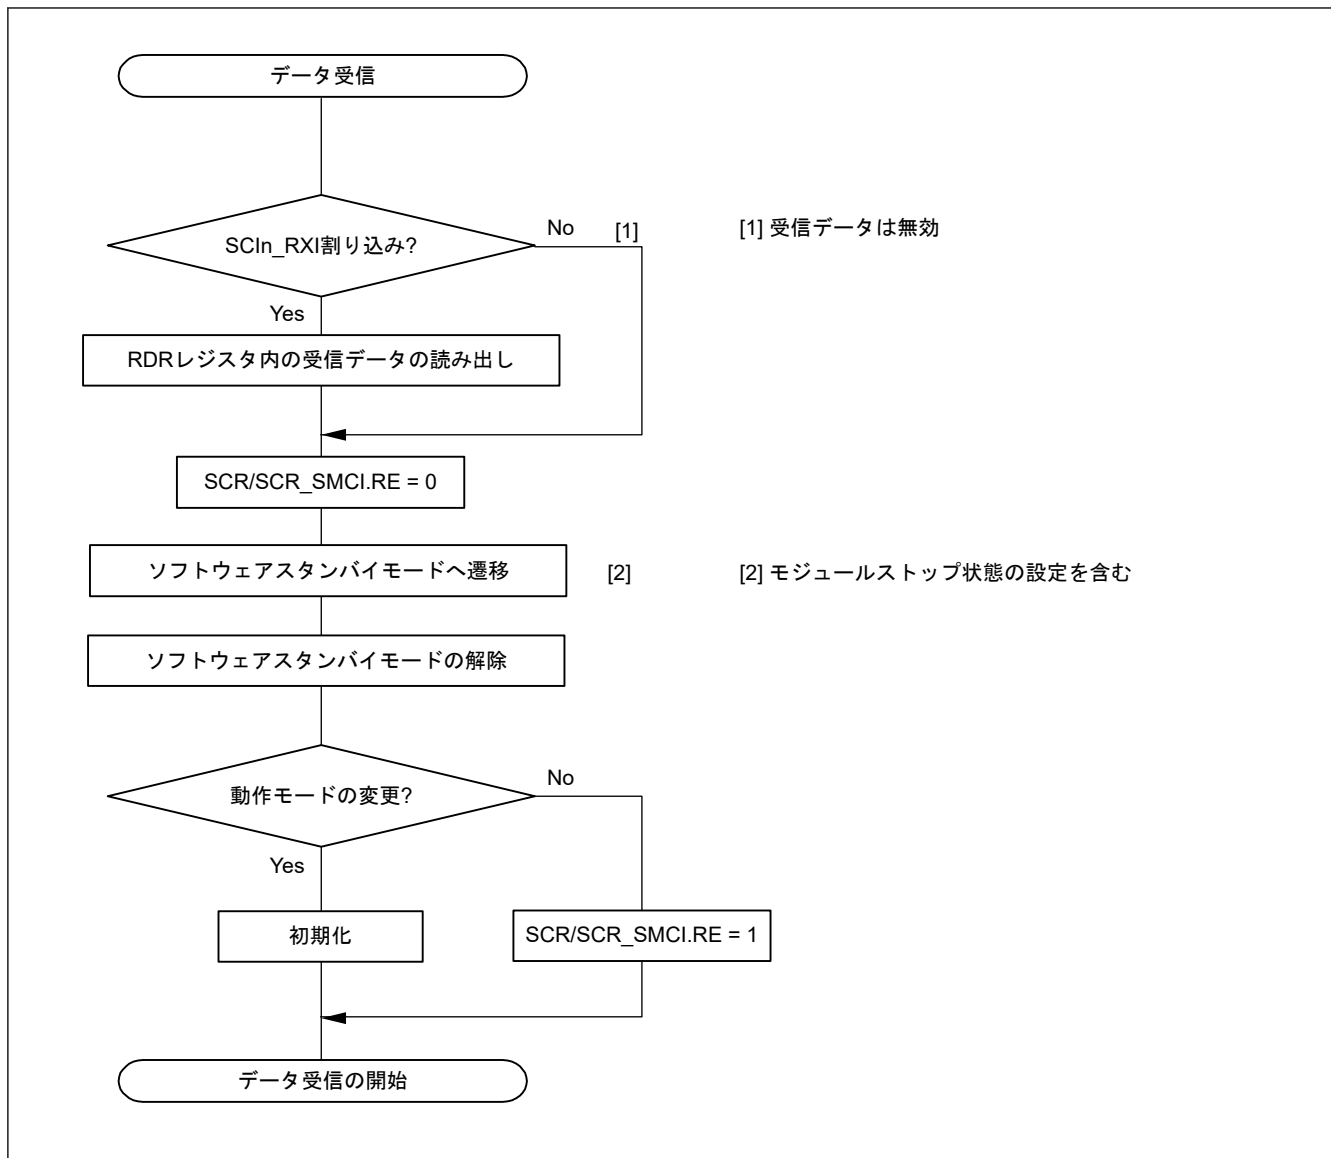 データ受信
SCIn_RXI割り込み?
No
[1]
[1] 受信データは無効
Yes
RDRレジスタ内の受信データの読み出し
SCR/SCR_SMCI.RE = 0
ソフトウェアスタンバイモードへ遷移
[2]
[2] モジュールストップ状態の設定を含む
ソフトウェアスタンバイモードの解除
動作モードの変更?
No
Yes
初期化
SCR/SCR_SMCI.RE = 1
データ受信の開始